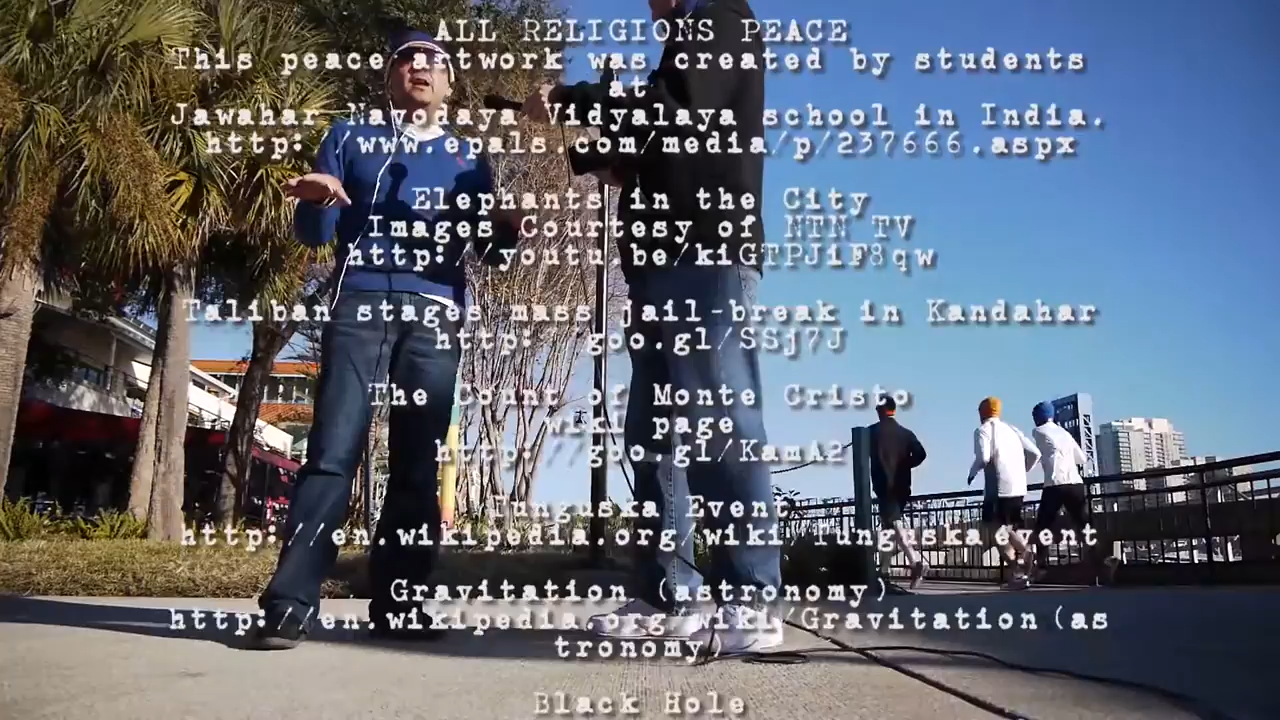 ALL RELIGIONS PEACE
This peace artwork was created by students
at
Jawahar Navodaya Vidyalaya school in India.
http://www.epals.com/media/p/237666.aspx
Elephants in the City
Images Courtesy of NTN TV
http://youtu.be/kiGTPJiF8qw
Taliban stages mass jail-break in Kandahar
http://goo.gl/SSj7J
The Count of Monte Cristo
wiki page
http://goo.gl/KamA2
Tunguska Event
http://en.wikipedia.org/wiki/Tunguska event
Gravitation (astronomy)
http://en.wikipedia.org/wiki/Gravitation(as
tronomy)
Black Hole